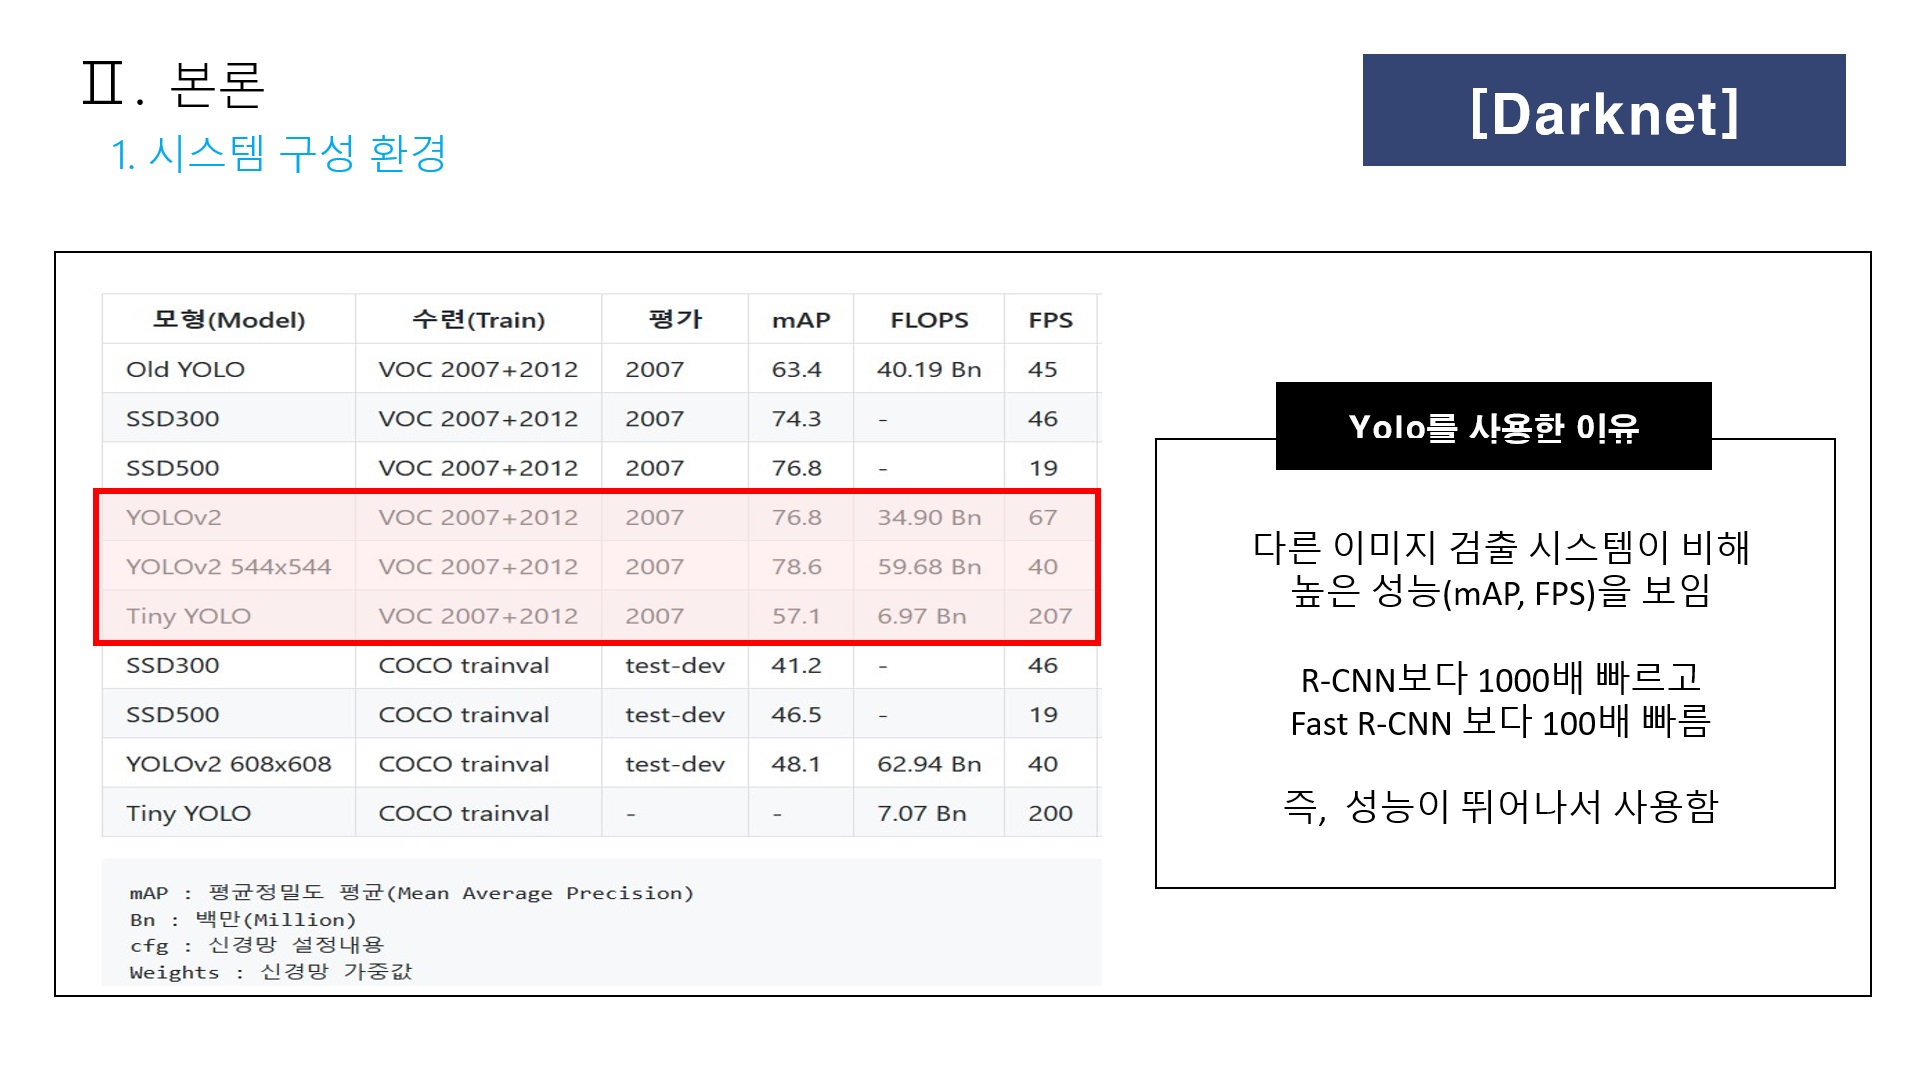 Ⅱ. 본론
1. 시스템 구성 환경
[Darknet]
모형(Model) 수련(Train) 평가 mAP FLOPS FPS
Old YOLO VOC 2007+2012 2007 63.4 40.19 Bn 45
SSD300 VOC 2007+2012 2007 74.3 - 46
SSD500 VOC 2007+2012 2007 76.8 - 19
YOLOv2 VOC 2007+2012 2007 76.8 34.90 Bn 67
YOLOv2 544x544 VOC 2007+2012 2007 78.6 59.68 Bn 40
Tiny YOLO VOC 2007+2012 2007 57.1 6.97 Bn 207
SSD300 COCO trainval test-dev 41.2 - 46
SSD500 COCO trainval test-dev 46.5 - 19
YOLOv2 608x608 COCO trainval test-dev 48.1 62.94 Bn 40
Tiny YOLO COCO trainval - - 7.07 Bn 200
mAP : 평균정밀도 평균(Mean Average Precision)
Bn : 백만(Million)
cfg : 신경망 설정내용
Weights : 신경망 가중값
Yolo를 사용한 이유
다른 이미지 검출 시스템이 비해
높은 성능(mAP, FPS)을 보임
R-CNN보다 1000배 빠르고
Fast R-CNN 보다 100배 빠름
즉, 성능이 뛰어나서 사용함